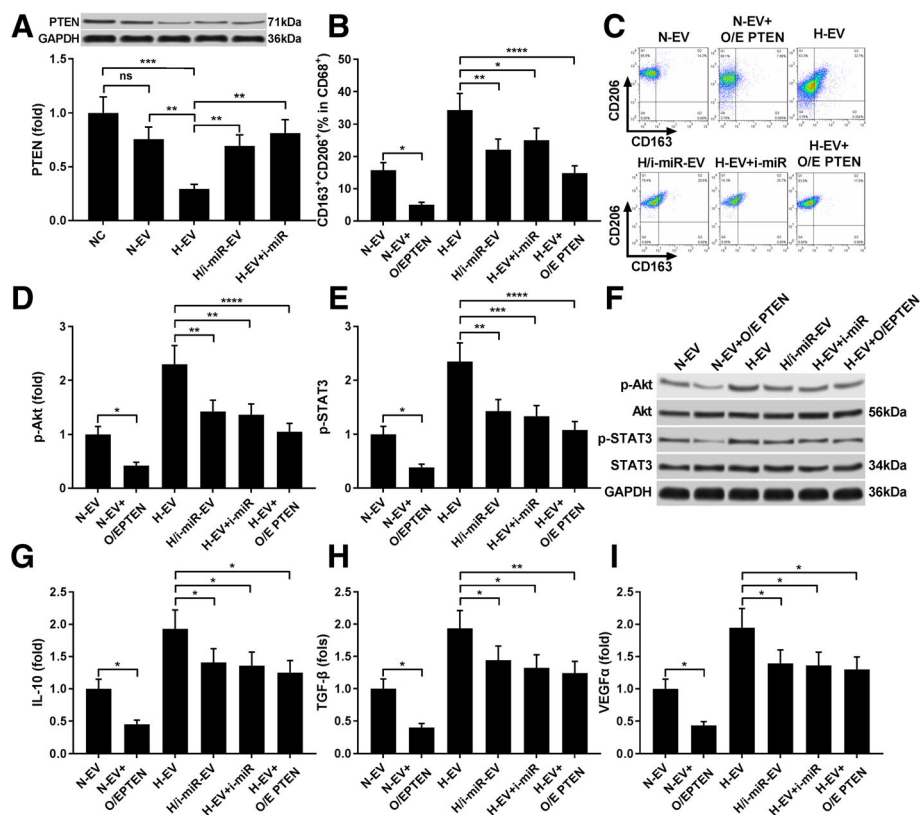 A
PTEN
71kDa
GAPDH
36kDa
PTEN (fold)
1.5
1.0
0.5
0.0
***
ns
**
**
**
NC
N-EV
H-EV
H/i-miR-EV
H-EV+i-miR
B
CD163+CD206+ (% in CD68+)
60
50
40
30
20
10
0
****
*
**
*
N-EV
N-EV+
O/EPTEN
H-EV
H/i-miR-EV
H-EV+i-miR
H-EV+
O/E PTEN
C
N-EV
N-EV+
O/E PTEN
H-EV
CD206
CD163
H/i-miR-EV
H-EV+i-miR
H-EV+
O/E PTEN
CD206
CD163
D
p-Akt (fold)
3
2
1
0
****
**
**
*
N-EV
N-EV+
O/EPTEN
H-EV
H/i-miR-EV
H-EV+i-miR
H-EV+
O/E PTEN
E
p-STAT3
3
2
1
0
****
***
**
*
N-EV
N-EV+
O/EPTEN
H-EV
H/i-miR-EV
H-EV+i-miR
H-EV+
O/E PTEN
F
N-EV
N-EV+O/E PTEN
H-EV
H/i-miR-EV
H-EV+i-miR
H-EV+O/EPTEN
p-Akt
Akt
56kDa
p-STAT3
STAT3
34kDa
GAPDH
36kDa
G
IL-10 (fold)
2.5
2.0
1.5
1.0
0.5
0.0
*
*
*
*
N-EV
N-EV+
O/EPTEN
H-EV
H/i-miR-EV
H-EV+i-miR
H-EV+
O/E PTEN
H
TGF-β (fols)
2.5
2.0
1.5
1.0
0.5
0.0
**
*
*
*
N-EV
N-EV+
O/EPTEN
H-EV
H/i-miR-EV
H-EV+i-miR
H-EV+
O/E PTEN
I
VEGFα (fold)
2.5
2.0
1.5
1.0
0.5
0.0
*
*
*
*
N-EV
N-EV+
O/EPTEN
H-EV
H/i-miR-EV
H-EV+i-miR
H-EV+
O/E PTEN